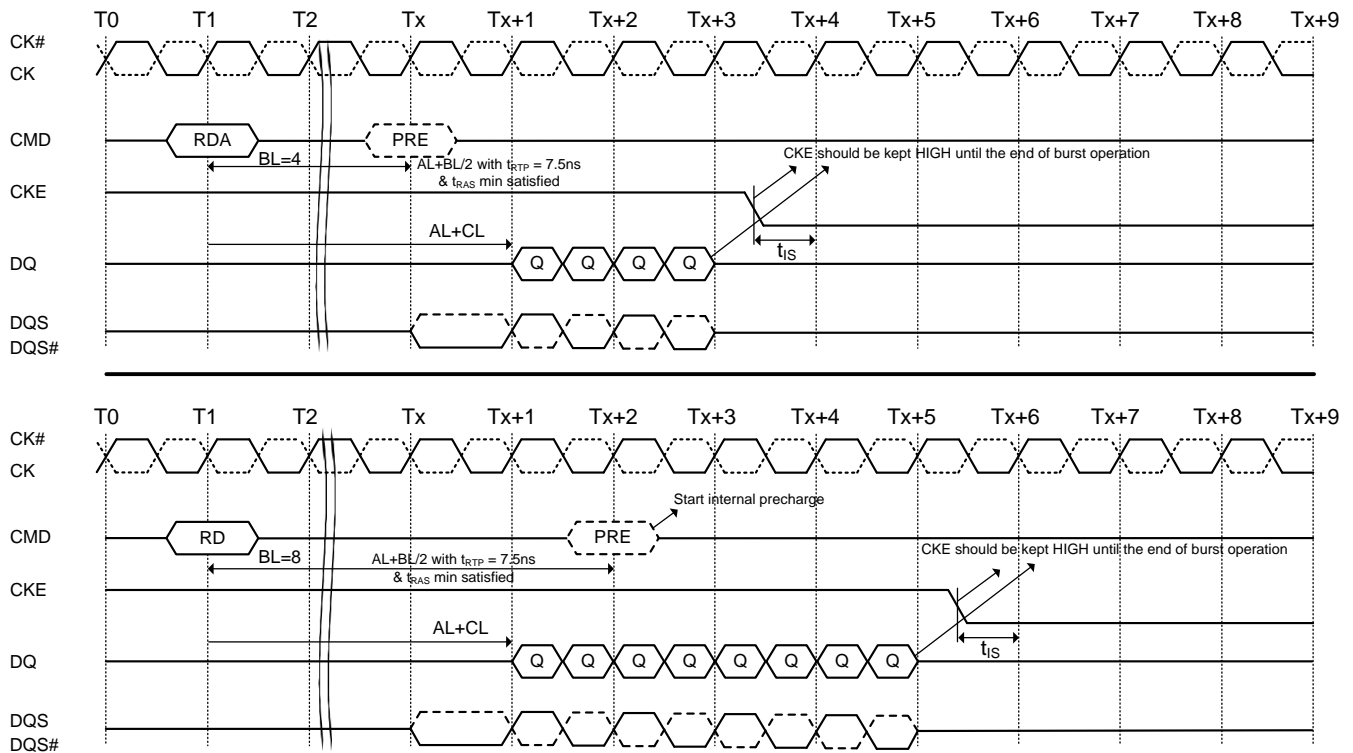 T0 T1 T2 Tx Tx+1 Tx+2 Tx+3 Tx+4 Tx+5 Tx+6 Tx+7 Tx+8 Tx+9
CK#
CK
CMD RDA PRE
BL=4 AL+BL/2 with tRTP = 7.5ns
& tRAS min satisfied
CKE should be kept HIGH until the end of burst operation
CKE
AL+CL
tIS
DQ Q Q Q Q
DQS
DQS#
T0 T1 T2 Tx Tx+1 Tx+2 Tx+3 Tx+4 Tx+5 Tx+6 Tx+7 Tx+8 Tx+9
CK#
CK
Start internal precharge
CMD RD PRE
CKE should be kept HIGH until the end of burst operation
BL=8 AL+BL/2 with tRTP = 7.5ns
& tRAS min satisfied
CKE
AL+CL
tIS
DQ Q Q Q Q Q Q Q Q
DQS
DQS#